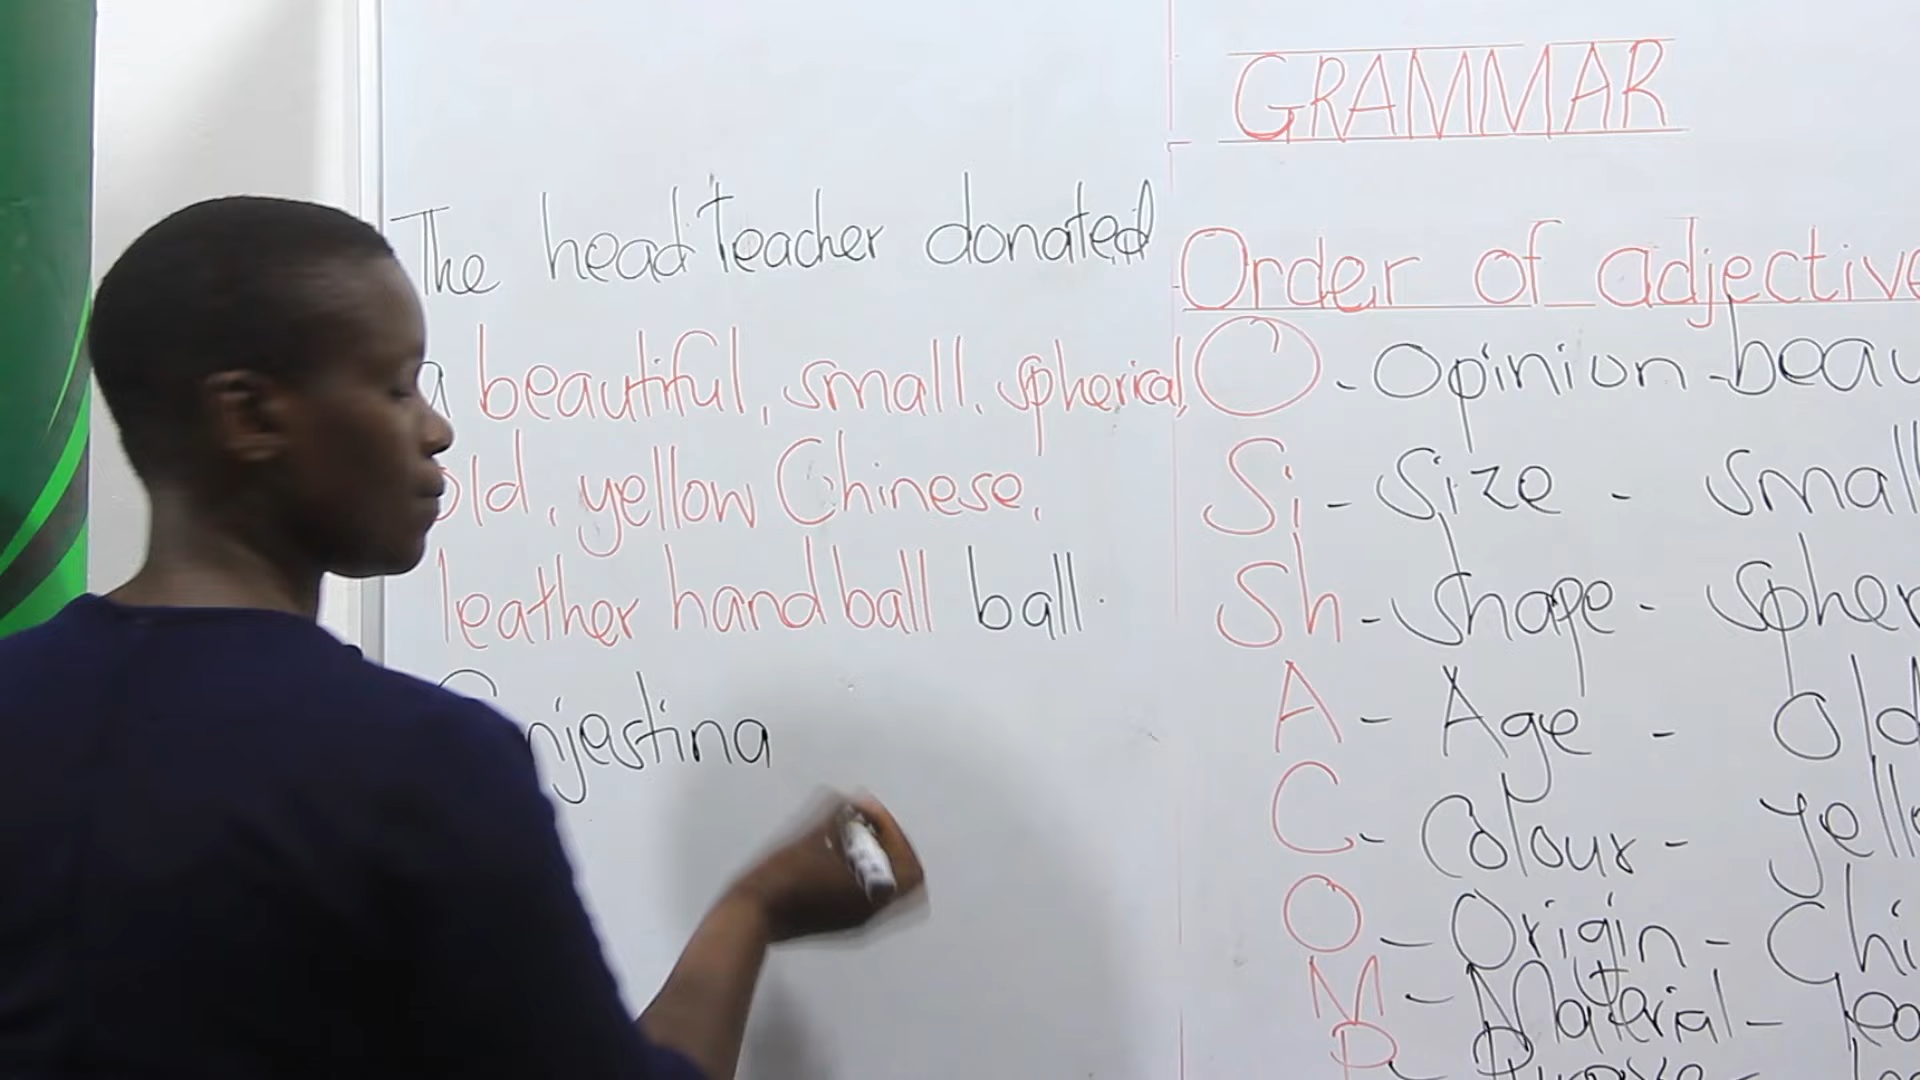 The head teacher donated
a beautiful, small, spherical,
old, yellow Chinese,
leather handball ball.
njestina
GRAMMAR
Order of adjective
O - Opinion - beau
Si - Size - small
Sh - Shape - spher
A - Age - Old
C - Colour - yell
O - Origin - Chi
M - Material - lea
P - Purpose -